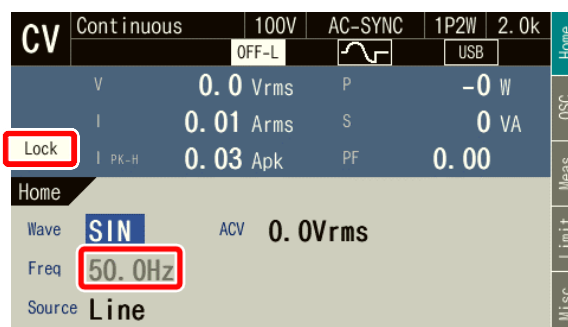 CV Continuous 100V AC-SYNC 1P2W 2.0k
OFF-L USB
V 0.0 Vrms P -0 W
I 0.01 Arms S 0 VA
Lock I PK-H 0.03 Apk PF 0.00
Home
Wave SIN ACV 0.0Vrms
Freq 50.0Hz
Source Line
Home
OSC
Meas
Limit
Misc